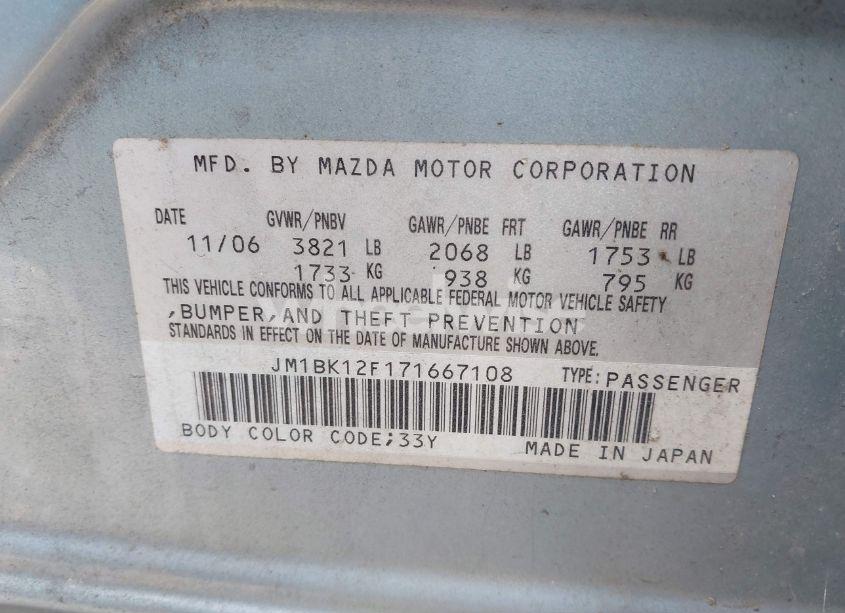 MFD. BY MAZDA MOTOR CORPORATION
DATE GVWR/PNBV GAWR/PNBE FRT GAWR/PNBE RR
11/06 3821 LB 2068 LB 1753 LB
1733 KG 938 KG 795 KG
THIS VEHICLE CONFORMS TO ALL APPLICABLE FEDERAL MOTOR VEHICLE SAFETY
,BUMPER,AND THEFT PREVENTION
STANDARDS IN EFFECT ON THE DATE OF MANUFACTURE SHOWN ABOVE.
JM1BK12F171667108 TYPE:PASSENGER
BODY COLOR CODE;33Y MADE IN JAPAN